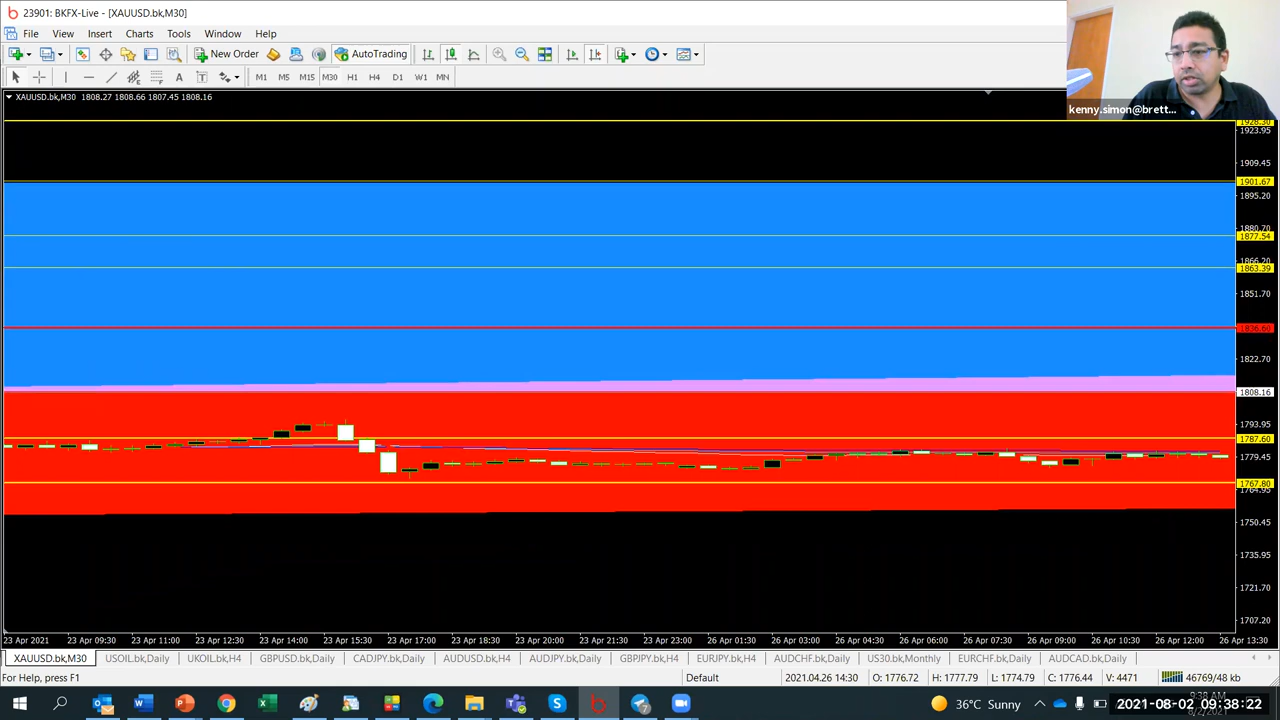 23901: BKFX-Live - [XAUUSD.bk,M30]
File View Insert Charts Tools Window Help
New Order AutoTrading
M1 M5 M15 M30 H1 H4 D1 W1 MN
kenny.simon@brett...
XAUUSD.bk,M30 1808.27 1808.66 1807.45 1808.16
1928.30
1923.95
1909.45
1901.67
1895.20
1880.70
1877.54
1866.20
1863.39
1851.70
1836.60
1822.70
1808.16
1793.95
1787.60
1779.45
1767.80
1764.95
1750.45
1735.95
1721.70
1707.20
23 Apr 2021 23 Apr 09:30 23 Apr 11:00 23 Apr 12:30 23 Apr 14:00 23 Apr 15:30 23 Apr 17:00 23 Apr 18:30 23 Apr 20:00 23 Apr 21:30 23 Apr 23:00 26 Apr 01:30 26 Apr 03:00 26 Apr 04:30 26 Apr 06:00 26 Apr 07:30 26 Apr 09:00 26 Apr 10:30 26 Apr 12:00 26 Apr 13:30
XAUUSD.bk,M30 USOIL.bk,Daily UKOIL.bk,H4 GBPUSD.bk,Daily CADJPY.bk,Daily AUDUSD.bk,H4 AUDJPY.bk,Daily GBPJPY.bk,H4 EURJPY.bk,H4 AUDCHF.bk,Daily US30.bk,Monthly EURCHF.bk,Daily AUDCAD.bk,Daily
For Help, press F1 Default 2021.04.26 14:30 O: 1776.72 H: 1777.79 L: 1774.79 C: 1776.44 V: 4471 46769/48 kb
36°C Sunny
9:38 AM
2021-08-02 09:38:22
8/2/2021